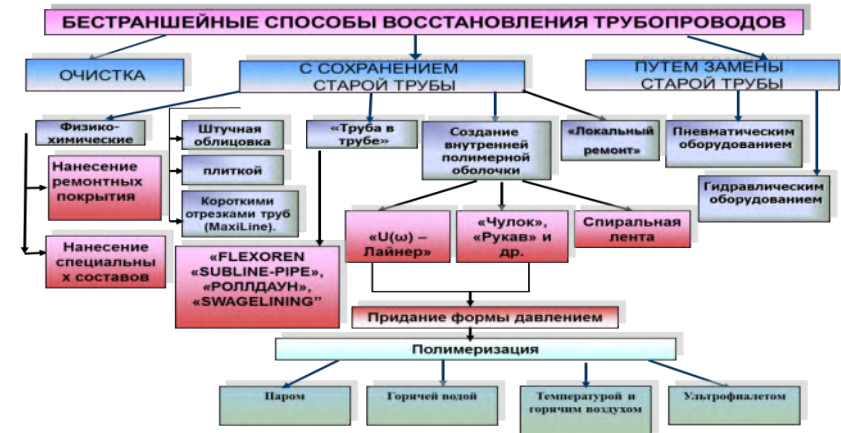 БЕСТРАНШЕЙНЫЕ СПОСОБЫ ВОССТАНОВЛЕНИЯ ТРУБОПРОВОДОВ
ОЧИСТКА
С СОХРАНЕНИЕМ
СТАРОЙ ТРУБЫ
ПУТЕМ ЗАМЕНЫ
СТАРОЙ ТРУБЫ
Физико-
химические
Штучная
облицовка
«Труба в
трубе»
Создание
внутренней
полимерной
оболочки
«Локальный
ремонт»
Пневматическим
оборудованием
Нанесение
ремонтных
покрытия
плиткой
Короткими
отрезками труб
(MaxiLine).
Гидравлическим
оборудованием
Нанесение
специальны
х составов
«FLEXOREN
«SUBLINE-PIPE»,
«РОЛЛДАУН»,
«SWAGELINING”
«U(ω) –
Лайнер»
«Чулок»,
«Рукав» и
др.
Спиральная
лента
Придание формы давлением
Полимеризация
Паром
Горячей водой
Температурой и
горячим воздухом
Ультрофиалетом